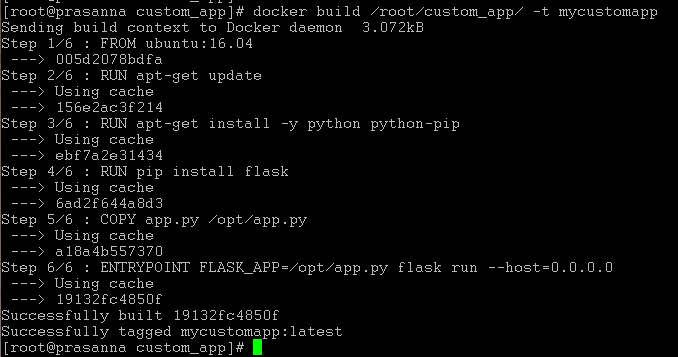 [root@prasanna custom_app]# docker build /root/custom_app/ -t mycustomapp
Sending build context to Docker daemon  3.072kB
Step 1/6 : FROM ubuntu:16.04
 ---> 005d2078bdfa
Step 2/6 : RUN apt-get update
 ---> Using cache
 ---> 156e2ac3f214
Step 3/6 : RUN apt-get install -y python python-pip
 ---> Using cache
 ---> ebf7a2e31434
Step 4/6 : RUN pip install flask
 ---> Using cache
 ---> 6ad2f644a8d3
Step 5/6 : COPY app.py /opt/app.py
 ---> Using cache
 ---> a18a4b557370
Step 6/6 : ENTRYPOINT FLASK_APP=/opt/app.py flask run --host=0.0.0.0
 ---> Using cache
 ---> 19132fc4850f
Successfully built 19132fc4850f
Successfully tagged mycustomapp:latest
[root@prasanna custom_app]#